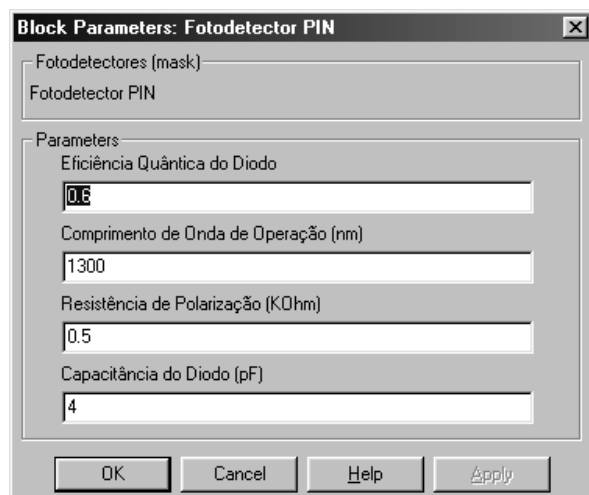 Block Parameters: Fotodetector PIN
Fotodetectores (mask)
Fotodetector PIN
Parameters
Eficiência Quântica do Diodo
0.6
Comprimento de Onda de Operação (nm)
1300
Resistência de Polarização (KOhm)
0.5
Capacitância do Diodo (pF)
4
OK Cancel Help Apply